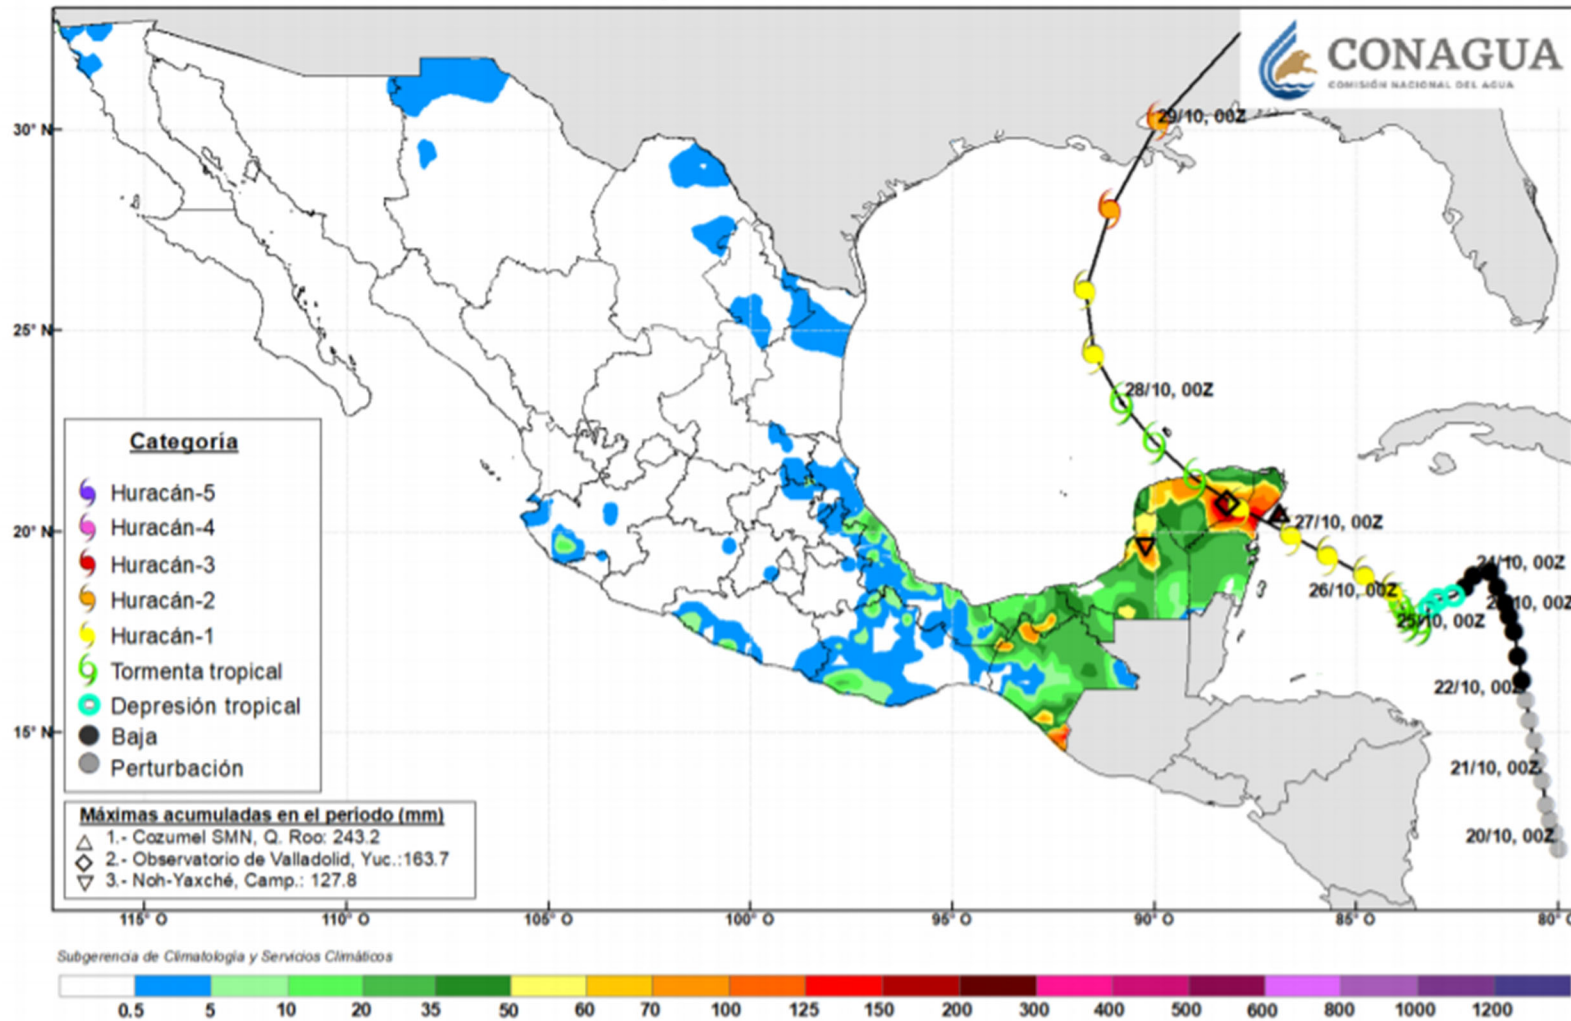 CONAGUA
COMISIÓN NACIONAL DEL AGUA
29/10, 00Z
30° N
25° N
28/10, 00Z
Categoría
Huracán-5
Huracán-4
Huracán-3
Huracán-2
Huracán-1
Tormenta tropical
Depresión tropical
Baja
Perturbación
20° N
27/10, 00Z
24/10, 00Z
26/10, 00Z
25/10, 00Z
22/10, 00Z
15° N
21/10, 00Z
20/10, 00Z
Máximas acumuladas en el periodo (mm)
1.- Cozumel SMN, Q. Roo: 243.2
2.- Observatorio de Valladolid, Yuc.:163.7
3.- Noh-Yaxché, Camp.: 127.8
115° O 110° O 105° O 100° O 95° O 90° O 85° O 80°
Subgerencia de Climatología y Servicios Climáticos
0.5 5 10 20 35 50 60 70 100 125 150 200 300 400 500 600 800 1000 1200